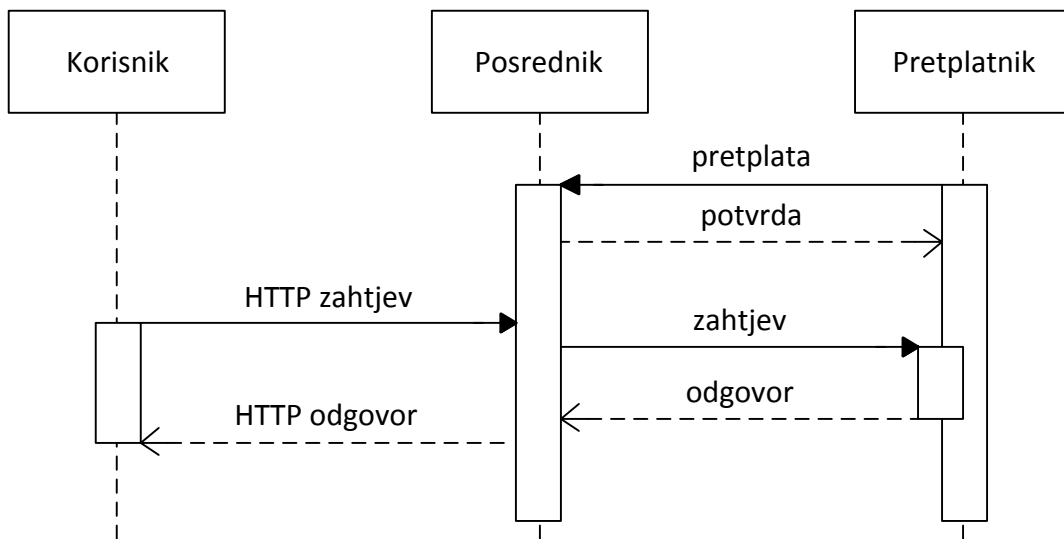 Korisnik
Posrednik
Pretplatnik
pretplata
potvrda
HTTP zahtjev
zahtjev
odgovor
HTTP odgovor